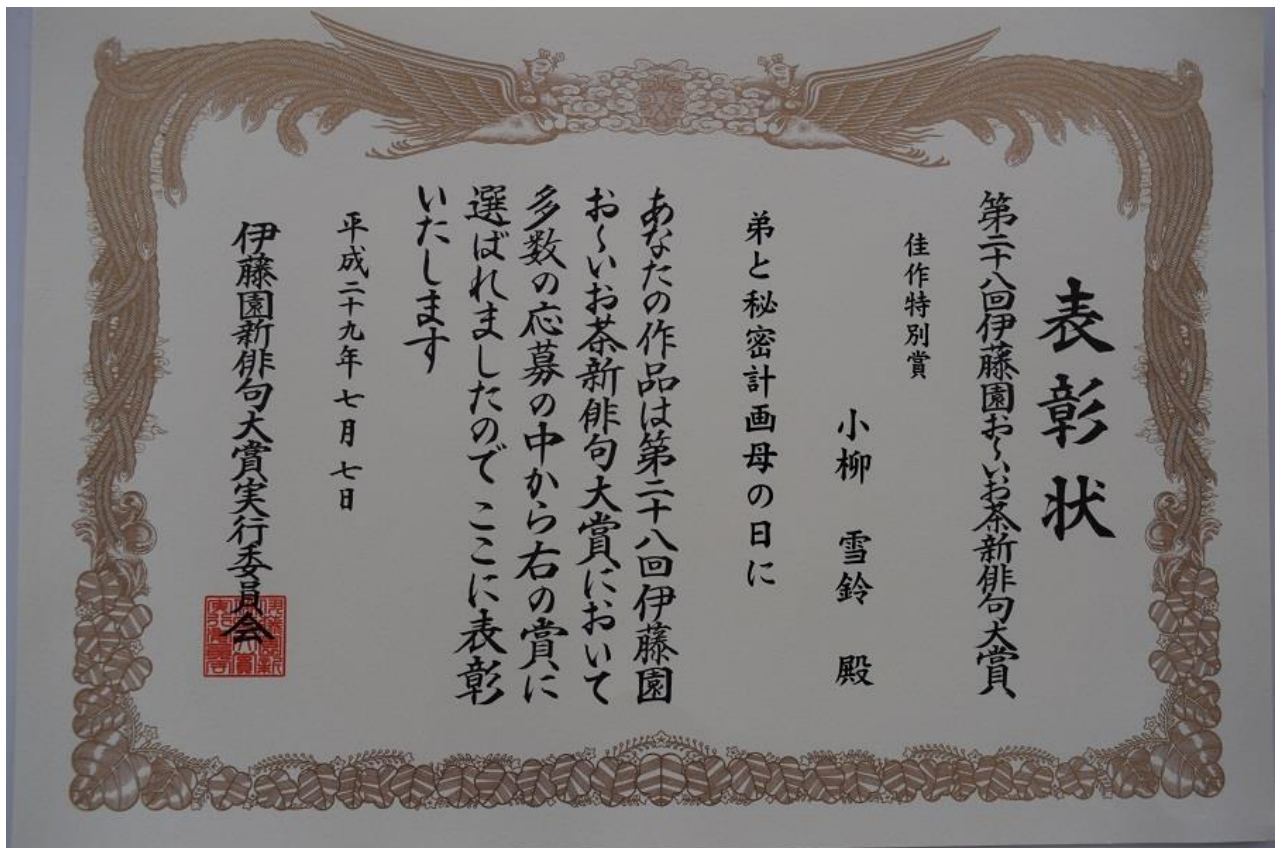 表彰状
第二十八回伊藤園お〜いお茶新俳句大賞
佳作特別賞
小柳 雪鈴 殿
弟と秘密計画母の日に
あなたの作品は第二十八回伊藤園
お〜いお茶新俳句大賞において
多数の応募の中から右の賞に
選ばれましたので ここに表彰
いたします
平成二十九年七月七日
伊藤園新俳句大賞実行委員会